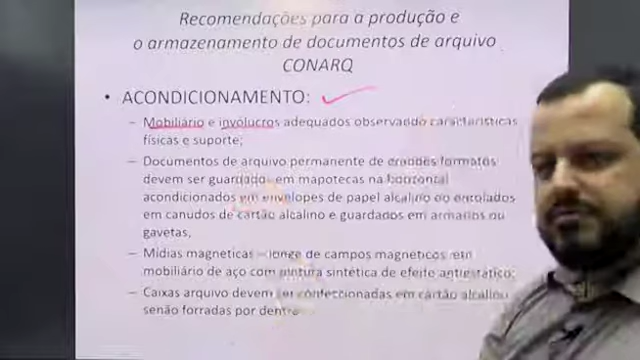 Recomendações para a produção e
o armazenamento de documentos de arquivo
CONARQ
• ACONDICIONAMENTO:
– Mobiliário e invólucros adequados observando características
físicas e suporte;
– Documentos de arquivo permanente de grandes formatos
devem ser guardado em mapotecas na horizontal
acondicionados em envelopes de papel alcalino ou enrolados
em canudos de cartão alcalino e guardados em armários ou
gavetas,
– Mídias magnéticas – longe de campos magnéticos em
mobiliário de aço com pintura sintética de efeito antiestático;
– Caixas arquivo devem ser confeccionadas em cartão alcalino
senão forradas por dentro